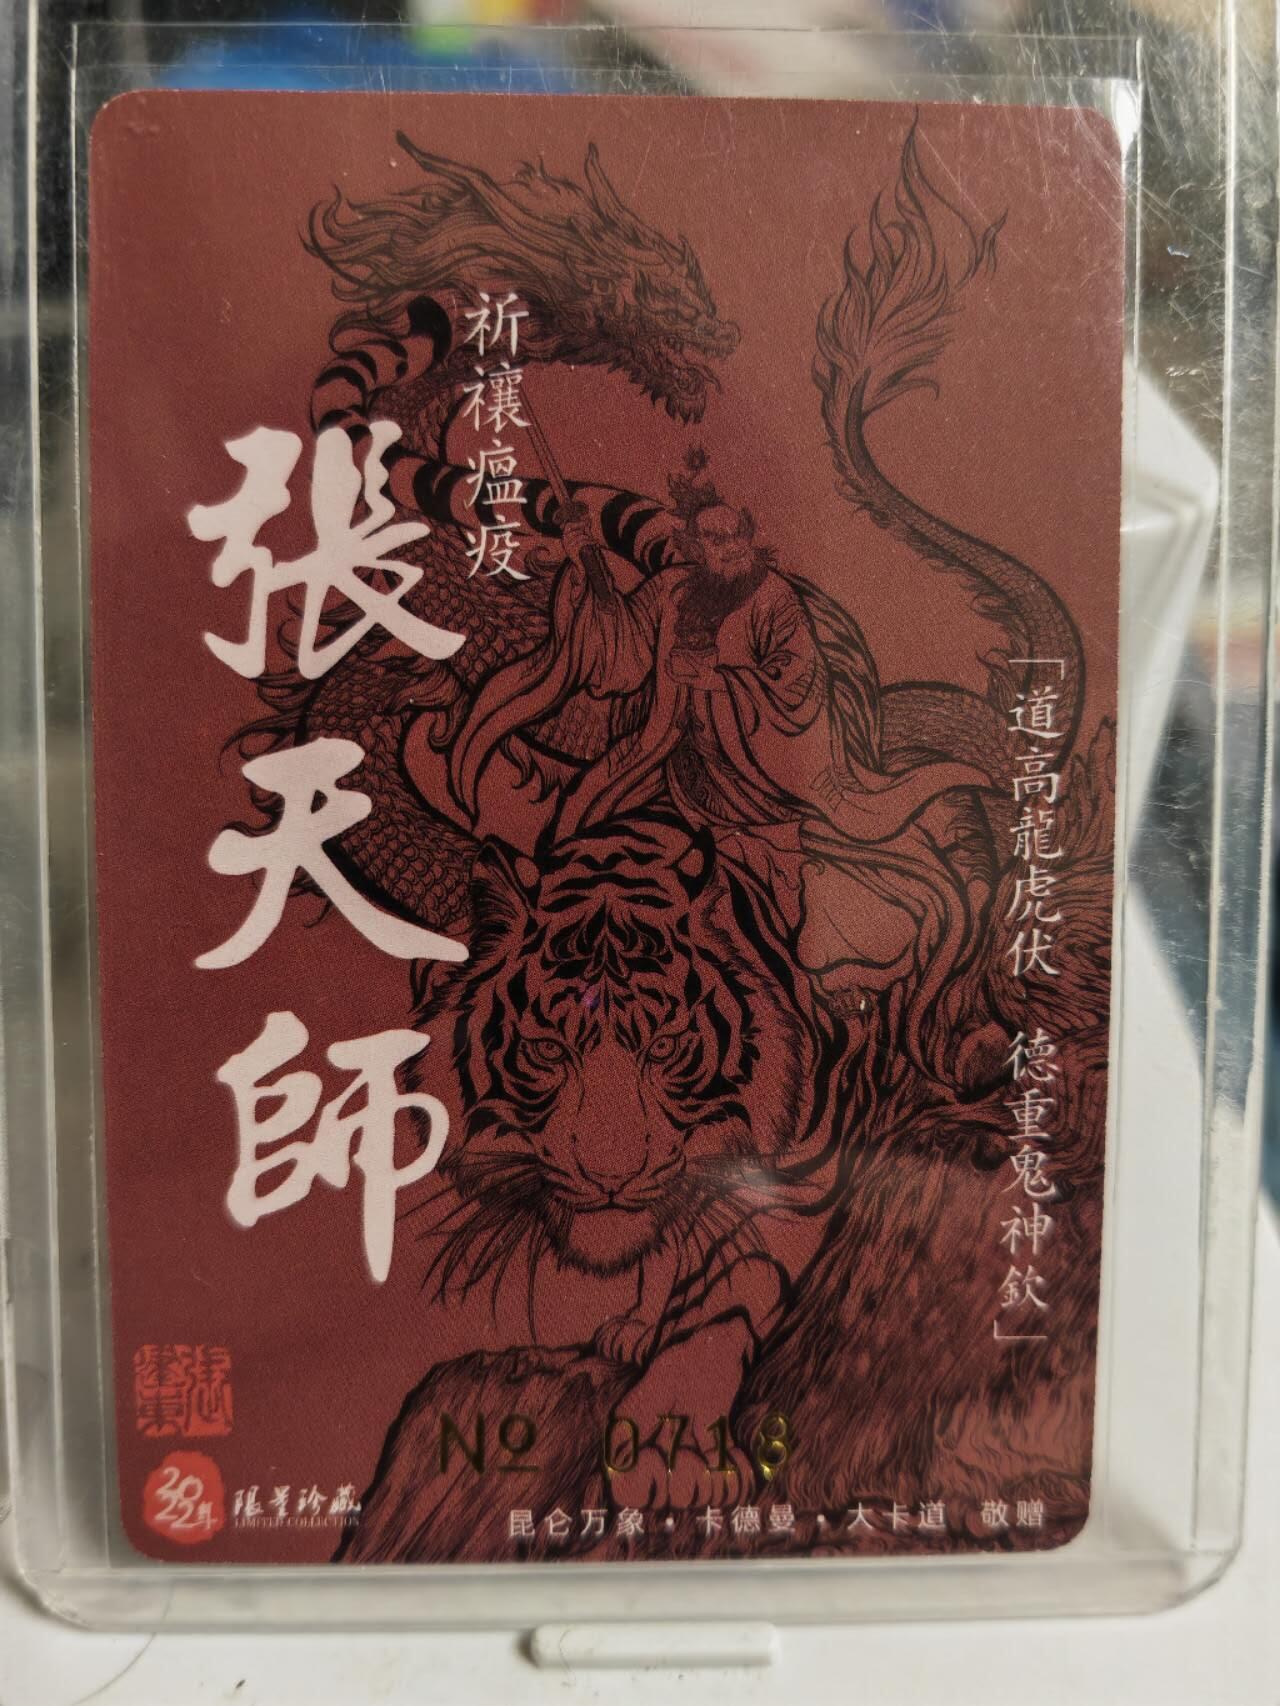 祈禳瘟疫
張天師
「道高龍虎伏 德重鬼神欽」
№ 0718
2022年 限量珍藏
LIMITED COLLECTION
昆仑万象·卡德曼·大卡道 敬赠